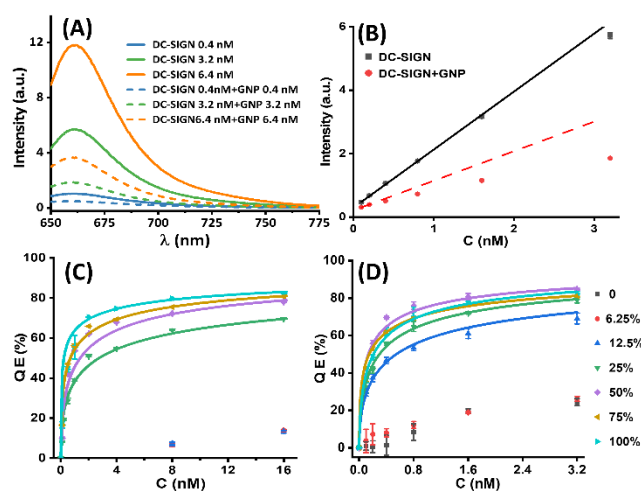 (A)
Intensity (a.u.)
12
8
4
0
DC-SIGN 0.4 nM
DC-SIGN 3.2 nM
DC-SIGN 6.4 nM
DC-SIGN 0.4nM+GNP 0.4 nM
DC-SIGN 3.2 nM+GNP 3.2 nM
DC-SIGN6.4 nM+GNP 6.4 nM
650 675 700 725 750 775
λ (nm)
(B)
Intensity (a.u.)
6
4
2
0
DC-SIGN
DC-SIGN+GNP
0 1 2 3
C (nM)
(C)
QE (%)
100
80
60
40
20
0
0 4 8 12 16
C (nM)
(D)
QE (%)
100
80
60
40
20
0
0.0 0.8 1.6 2.4 3.2
C (nM)
0
6.25%
12.5%
25%
50%
75%
100%